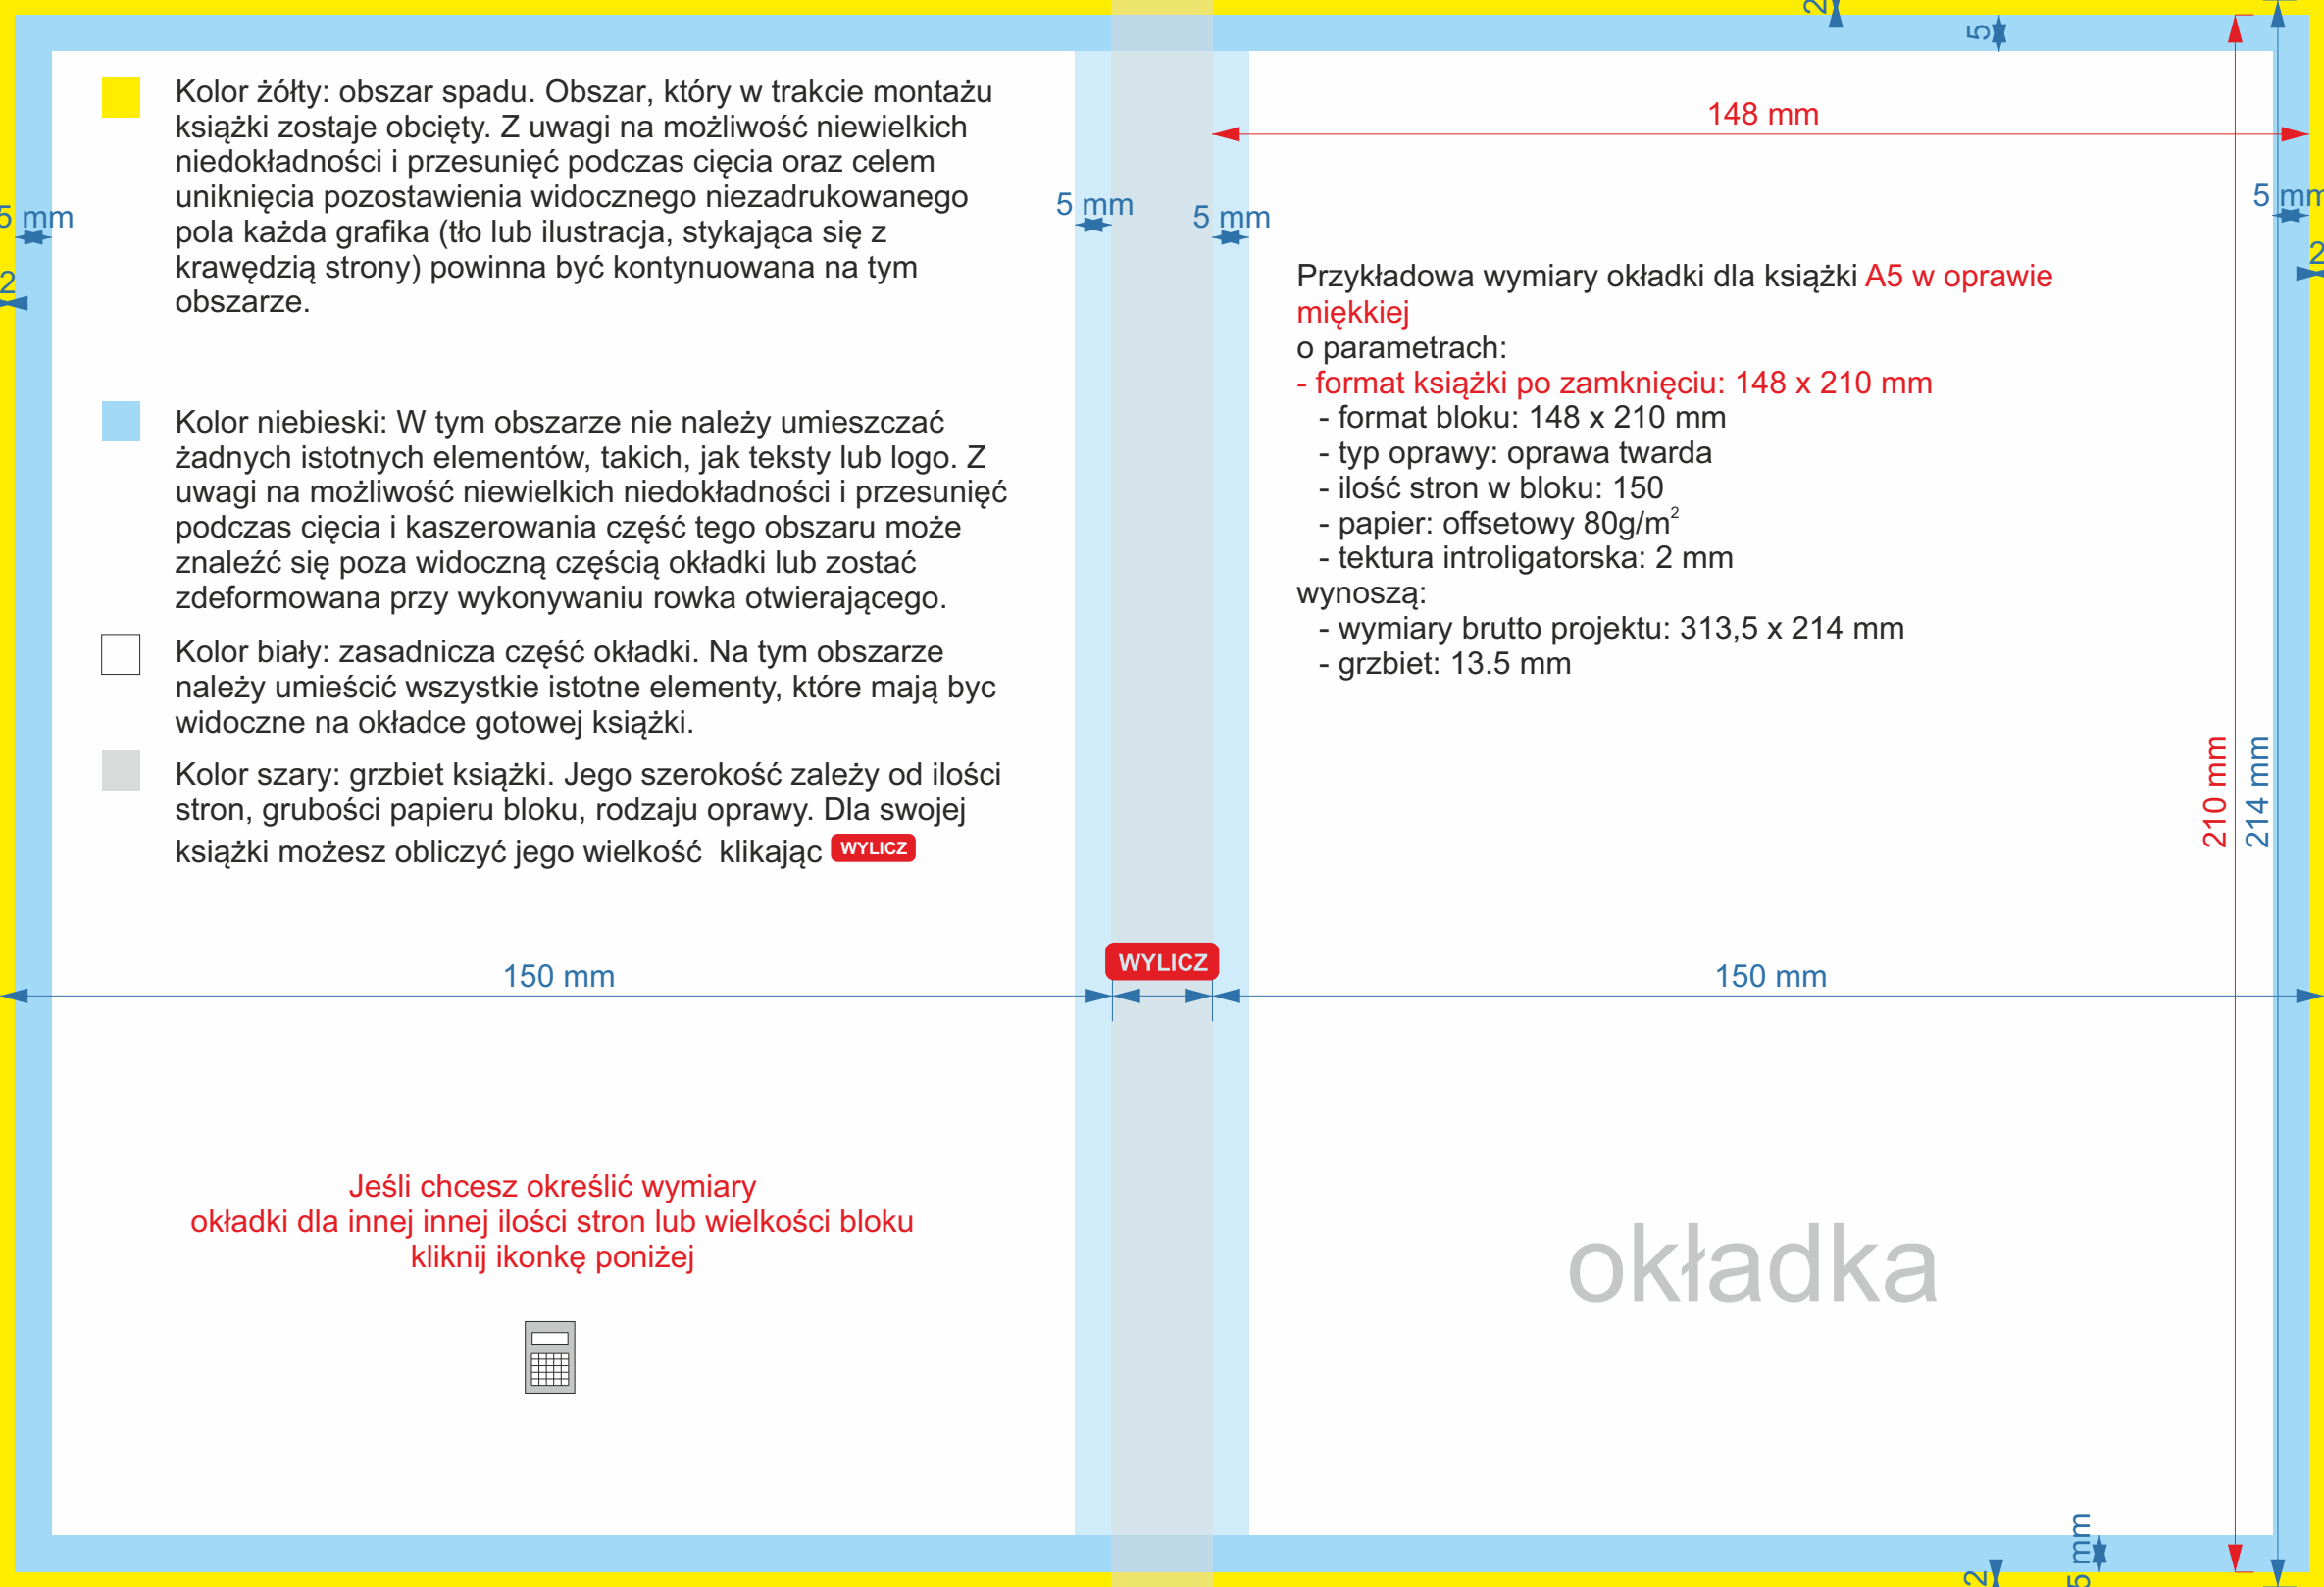 2
5
Kolor żółty: obszar spadu. Obszar, który w trakcie montażu
książki zostaje obcięty. Z uwagi na możliwość niewielkich
niedokładności i przesunięć podczas cięcia oraz celem
uniknięcia pozostawienia widocznego niezadrukowanego
pola każda grafika (tło lub ilustracja, stykająca się z
krawędzią strony) powinna być kontynuowana na tym
obszarze.
5 mm
2
5 mm
5 mm
148 mm
5 mm
2
Kolor niebieski: W tym obszarze nie należy umieszczać
żadnych istotnych elementów, takich, jak teksty lub logo. Z
uwagi na możliwość niewielkich niedokładności i przesunięć
podczas cięcia i kaszerowania część tego obszaru może
znaleźć się poza widoczną częścią okładki lub zostać
zdeformowana przy wykonywaniu rowka otwierającego.
Kolor biały: zasadnicza część okładki. Na tym obszarze
należy umieścić wszystkie istotne elementy, które mają byc
widoczne na okładce gotowej książki.
Kolor szary: grzbiet książki. Jego szerokość zależy od ilości
stron, grubości papieru bloku, rodzaju oprawy. Dla swojej
książki możesz obliczyć jego wielkość klikając WYLICZ
Przykładowa wymiary okładki dla książki A5 w oprawie
miękkiej
o parametrach:
- format książki po zamknięciu: 148 x 210 mm
- format bloku: 148 x 210 mm
- typ oprawy: oprawa twarda
- ilość stron w bloku: 150
- papier: offsetowy 80g/m²
- tektura introligatorska: 2 mm
wynoszą:
- wymiary brutto projektu: 313,5 x 214 mm
- grzbiet: 13.5 mm
210 mm
214 mm
150 mm
WYLICZ
150 mm
Jeśli chcesz określić wymiary
okładki dla innej innej ilości stron lub wielkości bloku
kliknij ikonkę poniżej
okładka
2
5 mm